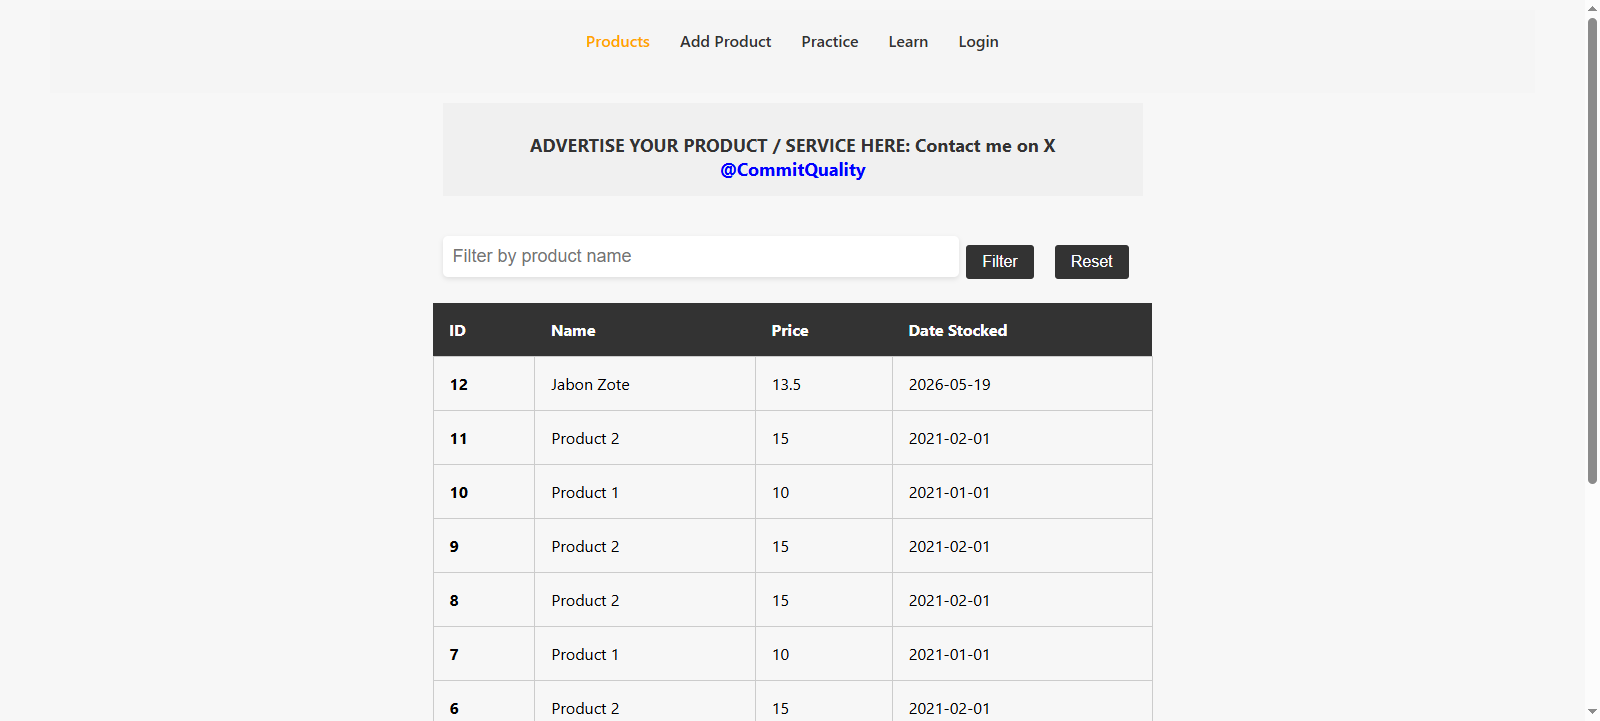 Products Add Product Practice Learn Login
ADVERTISE YOUR PRODUCT / SERVICE HERE: Contact me on X
@CommitQuality
Filter by product name Filter Reset
ID Name Price Date Stocked
12 Jabon Zote 13.5 2026-05-19
11 Product 2 15 2021-02-01
10 Product 1 10 2021-01-01
9 Product 2 15 2021-02-01
8 Product 2 15 2021-02-01
7 Product 1 10 2021-01-01
6 Product 2 15 2021-02-01